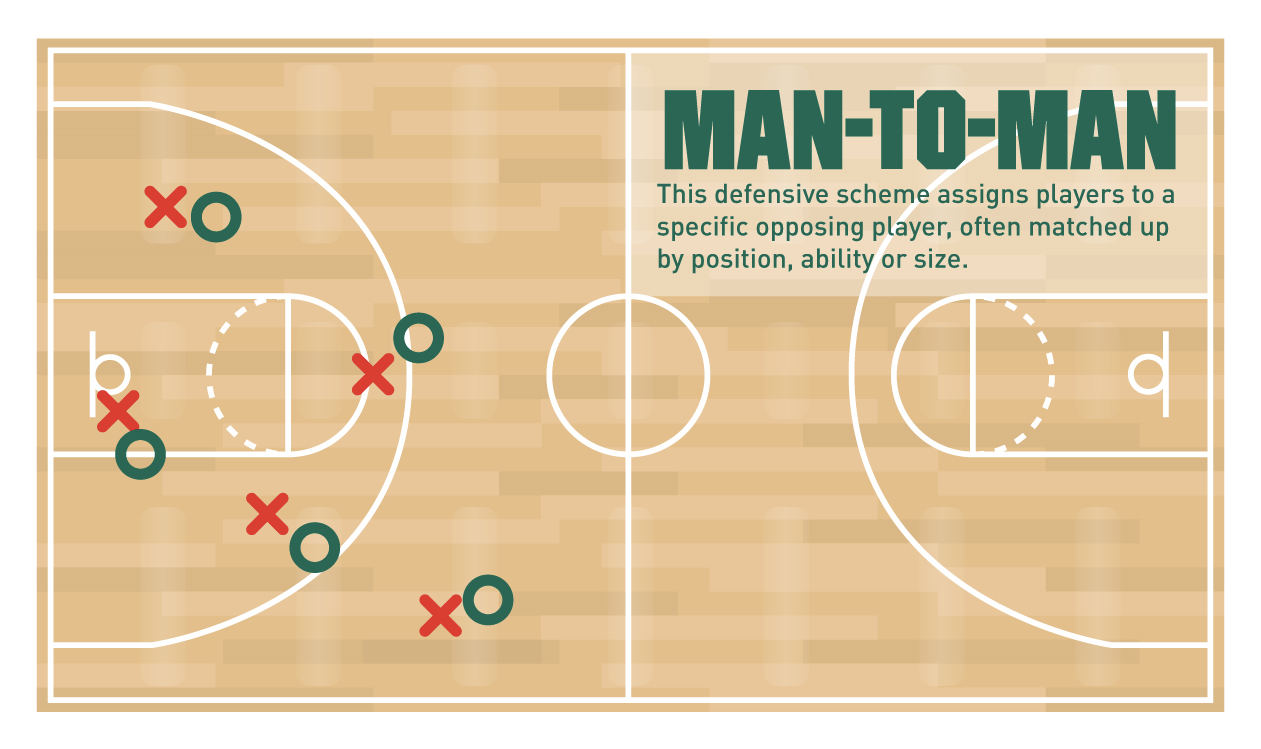 MAN-TO-MAN
This defensive scheme assigns players to a
specific opposing player, often matched up
by position, ability or size.